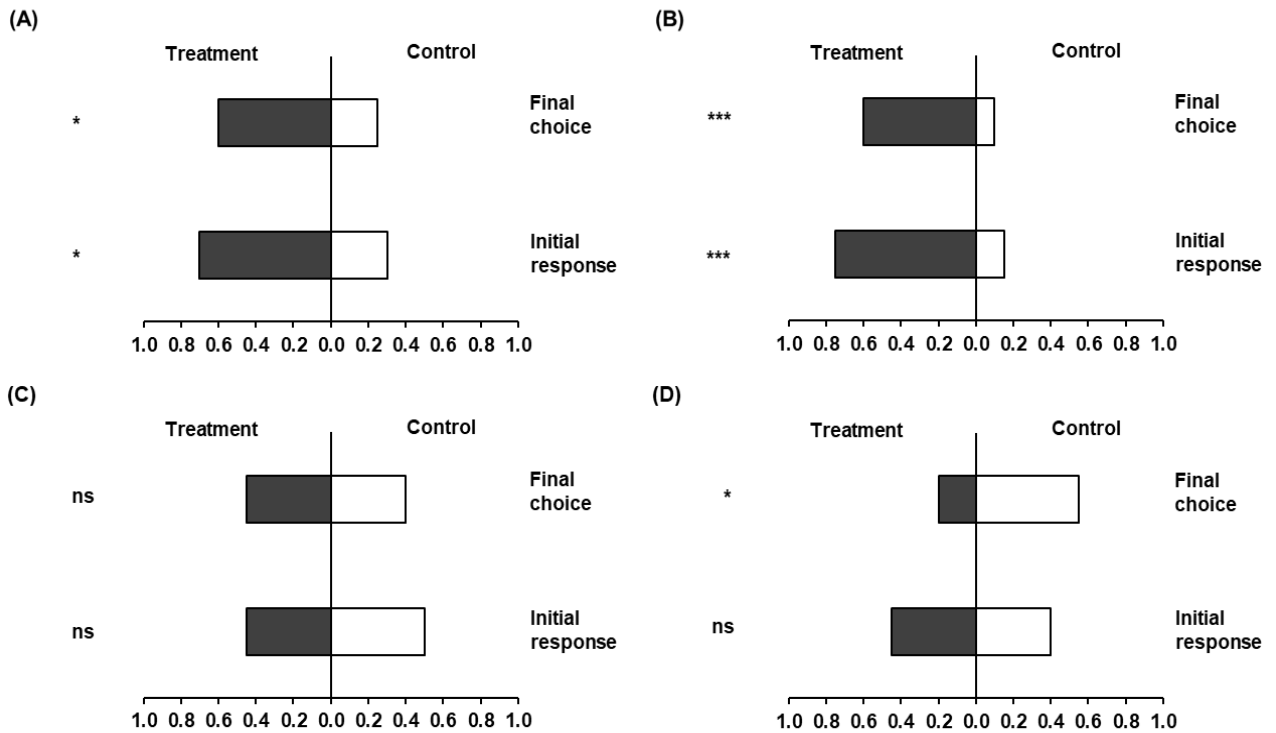 (A)
Treatment Control
* Final
choice
* Initial
response
1.0 0.8 0.6 0.4 0.2 0.0 0.2 0.4 0.6 0.8 1.0
(B)
Treatment Control
*** Final
choice
*** Initial
response
1.0 0.8 0.6 0.4 0.2 0.0 0.2 0.4 0.6 0.8 1.0
(C)
Treatment Control
ns Final
choice
ns Initial
response
1.0 0.8 0.6 0.4 0.2 0.0 0.2 0.4 0.6 0.8 1.0
(D)
Treatment Control
* Final
choice
ns Initial
response
1.0 0.8 0.6 0.4 0.2 0.0 0.2 0.4 0.6 0.8 1.0